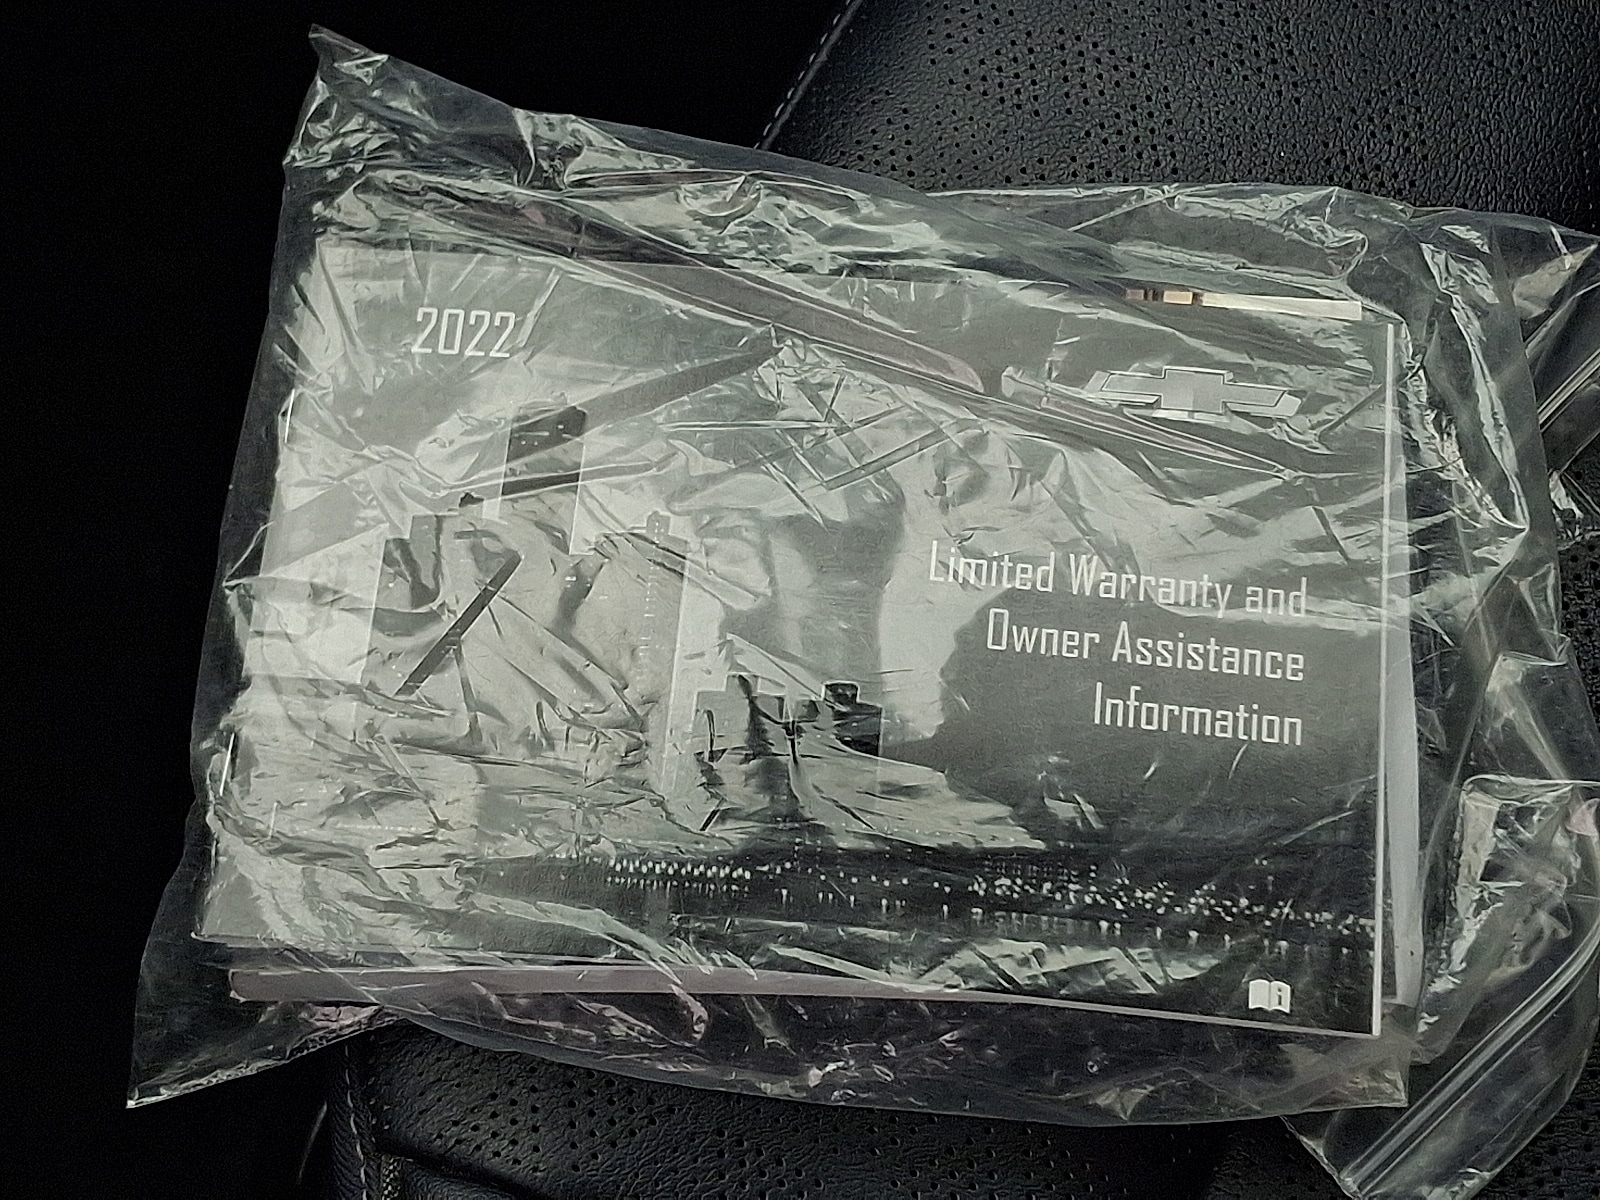 2022
Limited Warranty and
Owner Assistance
Information